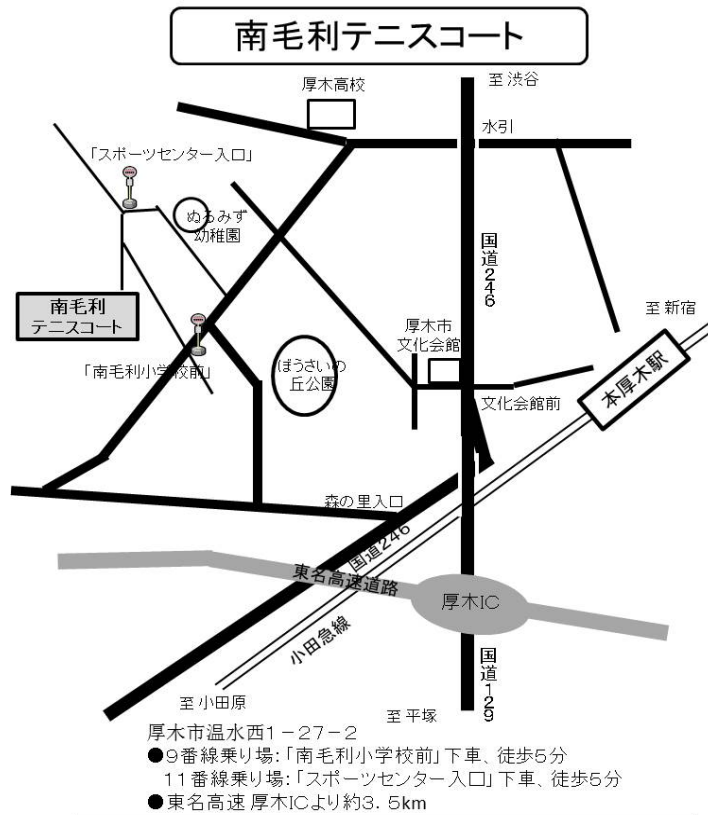 南毛利テニスコート
至 渋谷
厚木高校
水引
「スポーツセンター入口」
ぬるみず
幼稚園
国道246
至 新宿
南毛利
テニスコート
厚木市
文化会館
本厚木駅
「南毛利小学校前」
ぼうさいの
丘公園
文化会館前
森の里入口
国道246
東名高速道路
厚木IC
小田急線
国道129
至 小田原
至 平塚
厚木市温水西1－27－2
●9番線乗り場:「南毛利小学校前」下車、徒歩5分
11番線乗り場:「スポーツセンター入口」下車、徒歩5分
●東名高速 厚木ICより約3．5km